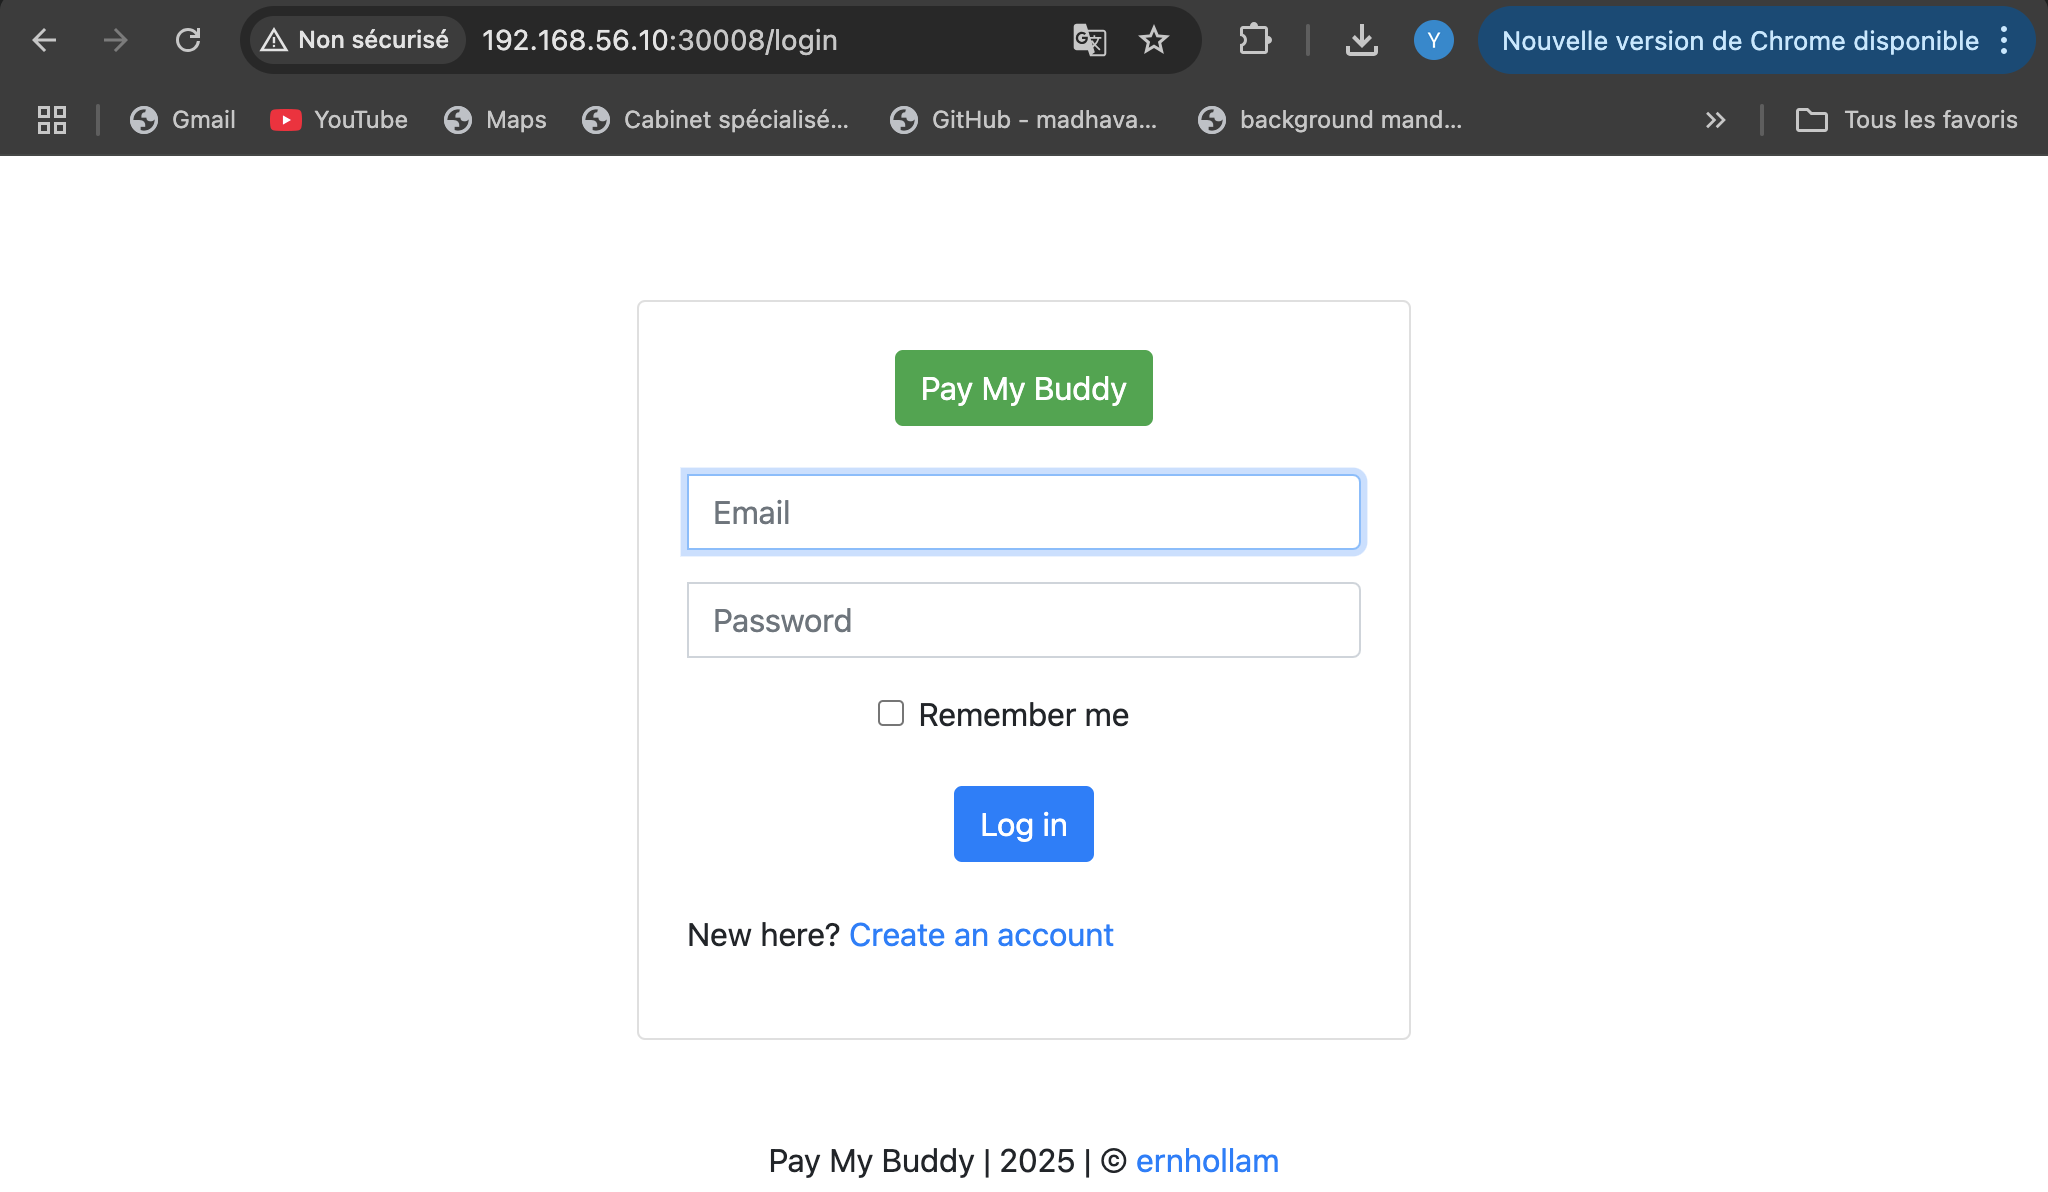 Non sécurisé 192.168.56.10:30008/login Y Nouvelle version de Chrome disponible
Gmail YouTube Maps Cabinet spécialisé... GitHub - madhava... background mand... Tous les favoris
Pay My Buddy
Email
Password
Remember me
Log in
New here? Create an account
Pay My Buddy | 2025 | © ernhollam